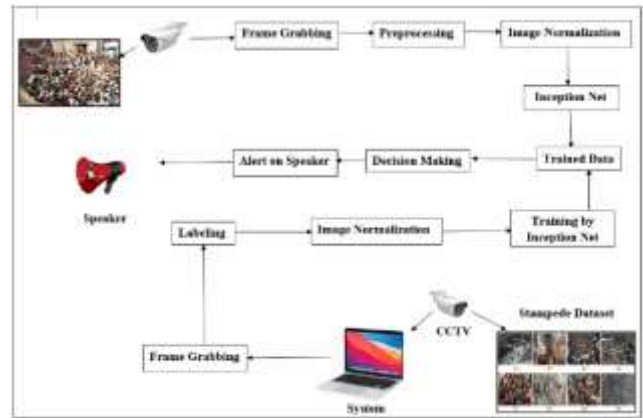 Frame Grabbing
Preprocessing
Image Normalization
Inception Net
Alert on Speaker
Decision Making
Trained Data
Speaker
Labeling
Image Normalization
Training by
Inception Net
Stampede Dataset
CCTV
Frame Grabbing
System